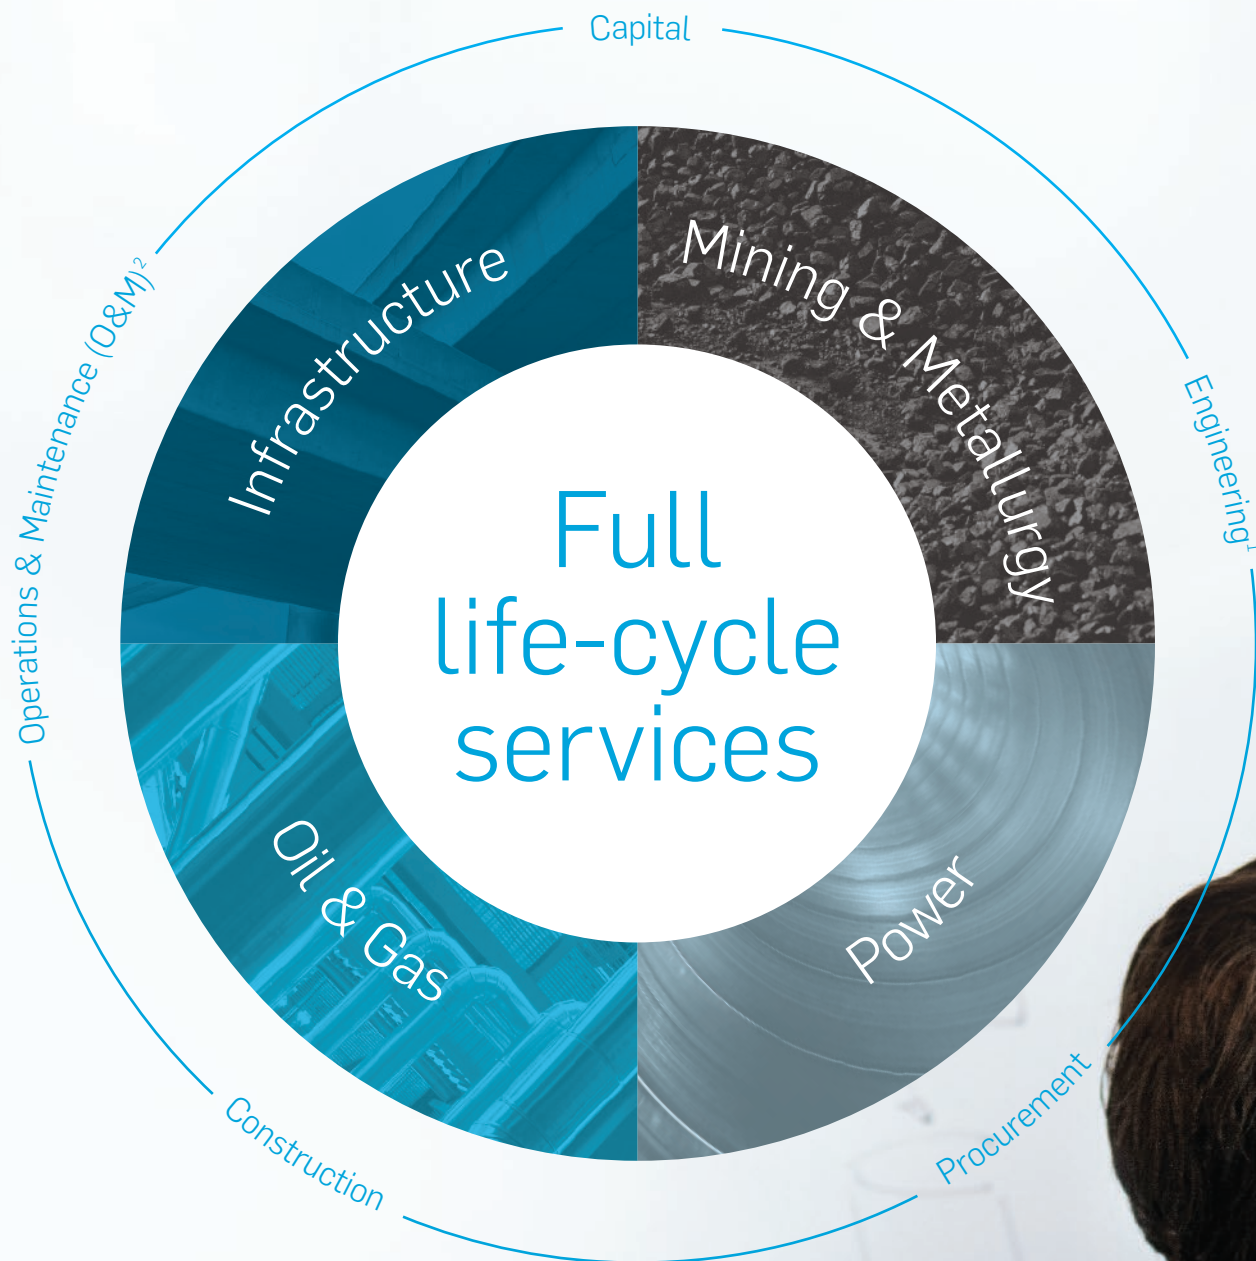 Capital
Engineering¹
Procurement
Construction
Operations & Maintenance (O&M)²
Infrastructure
Mining & Metallurgy
Power
Oil & Gas
Full
life-cycle
services